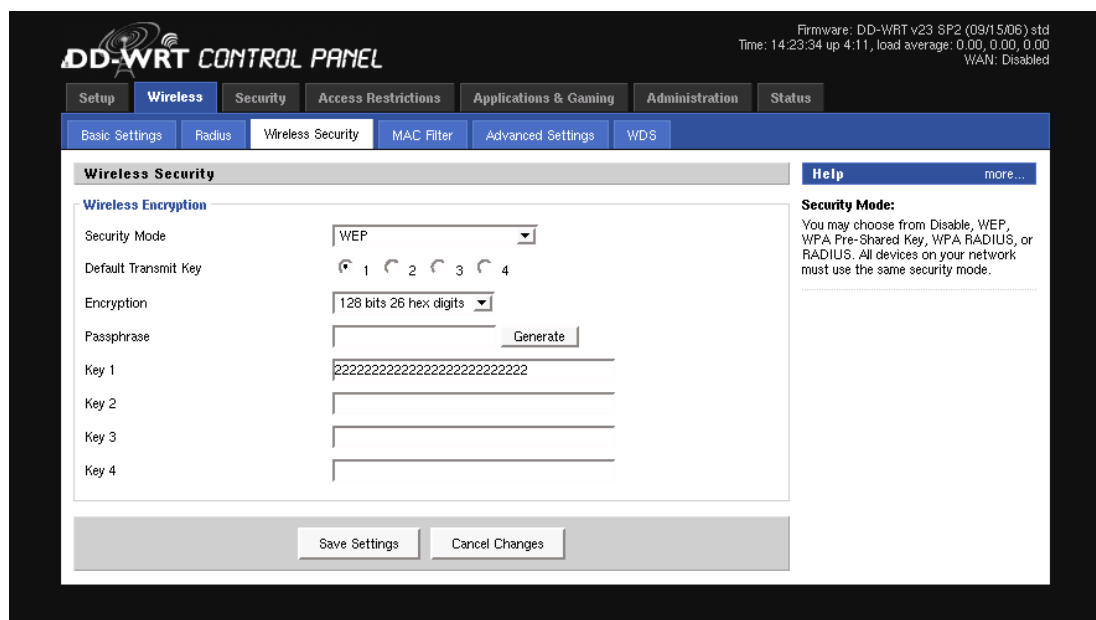 Firmware: DD-WRT v23 SP2 (09/15/06) std
Time: 14:23:34 up 4:11, load average: 0.00, 0.00, 0.00
WAN: Disabled
DD-WRT CONTROL PANEL
Setup Wireless Security Access Restrictions Applications & Gaming Administration Status
Basic Settings Radius Wireless Security MAC Filter Advanced Settings WDS
Wireless Security
Wireless Encryption
Security Mode WEP
Default Transmit Key 1 2 3 4
Encryption 128 bits 26 hex digits
Passphrase Generate
Key 1 22222222222222222222222222
Key 2
Key 3
Key 4
Save Settings Cancel Changes
Help more...
Security Mode:
You may choose from Disable, WEP,
WPA Pre-Shared Key, WPA RADIUS, or
RADIUS. All devices on your network
must use the same security mode.